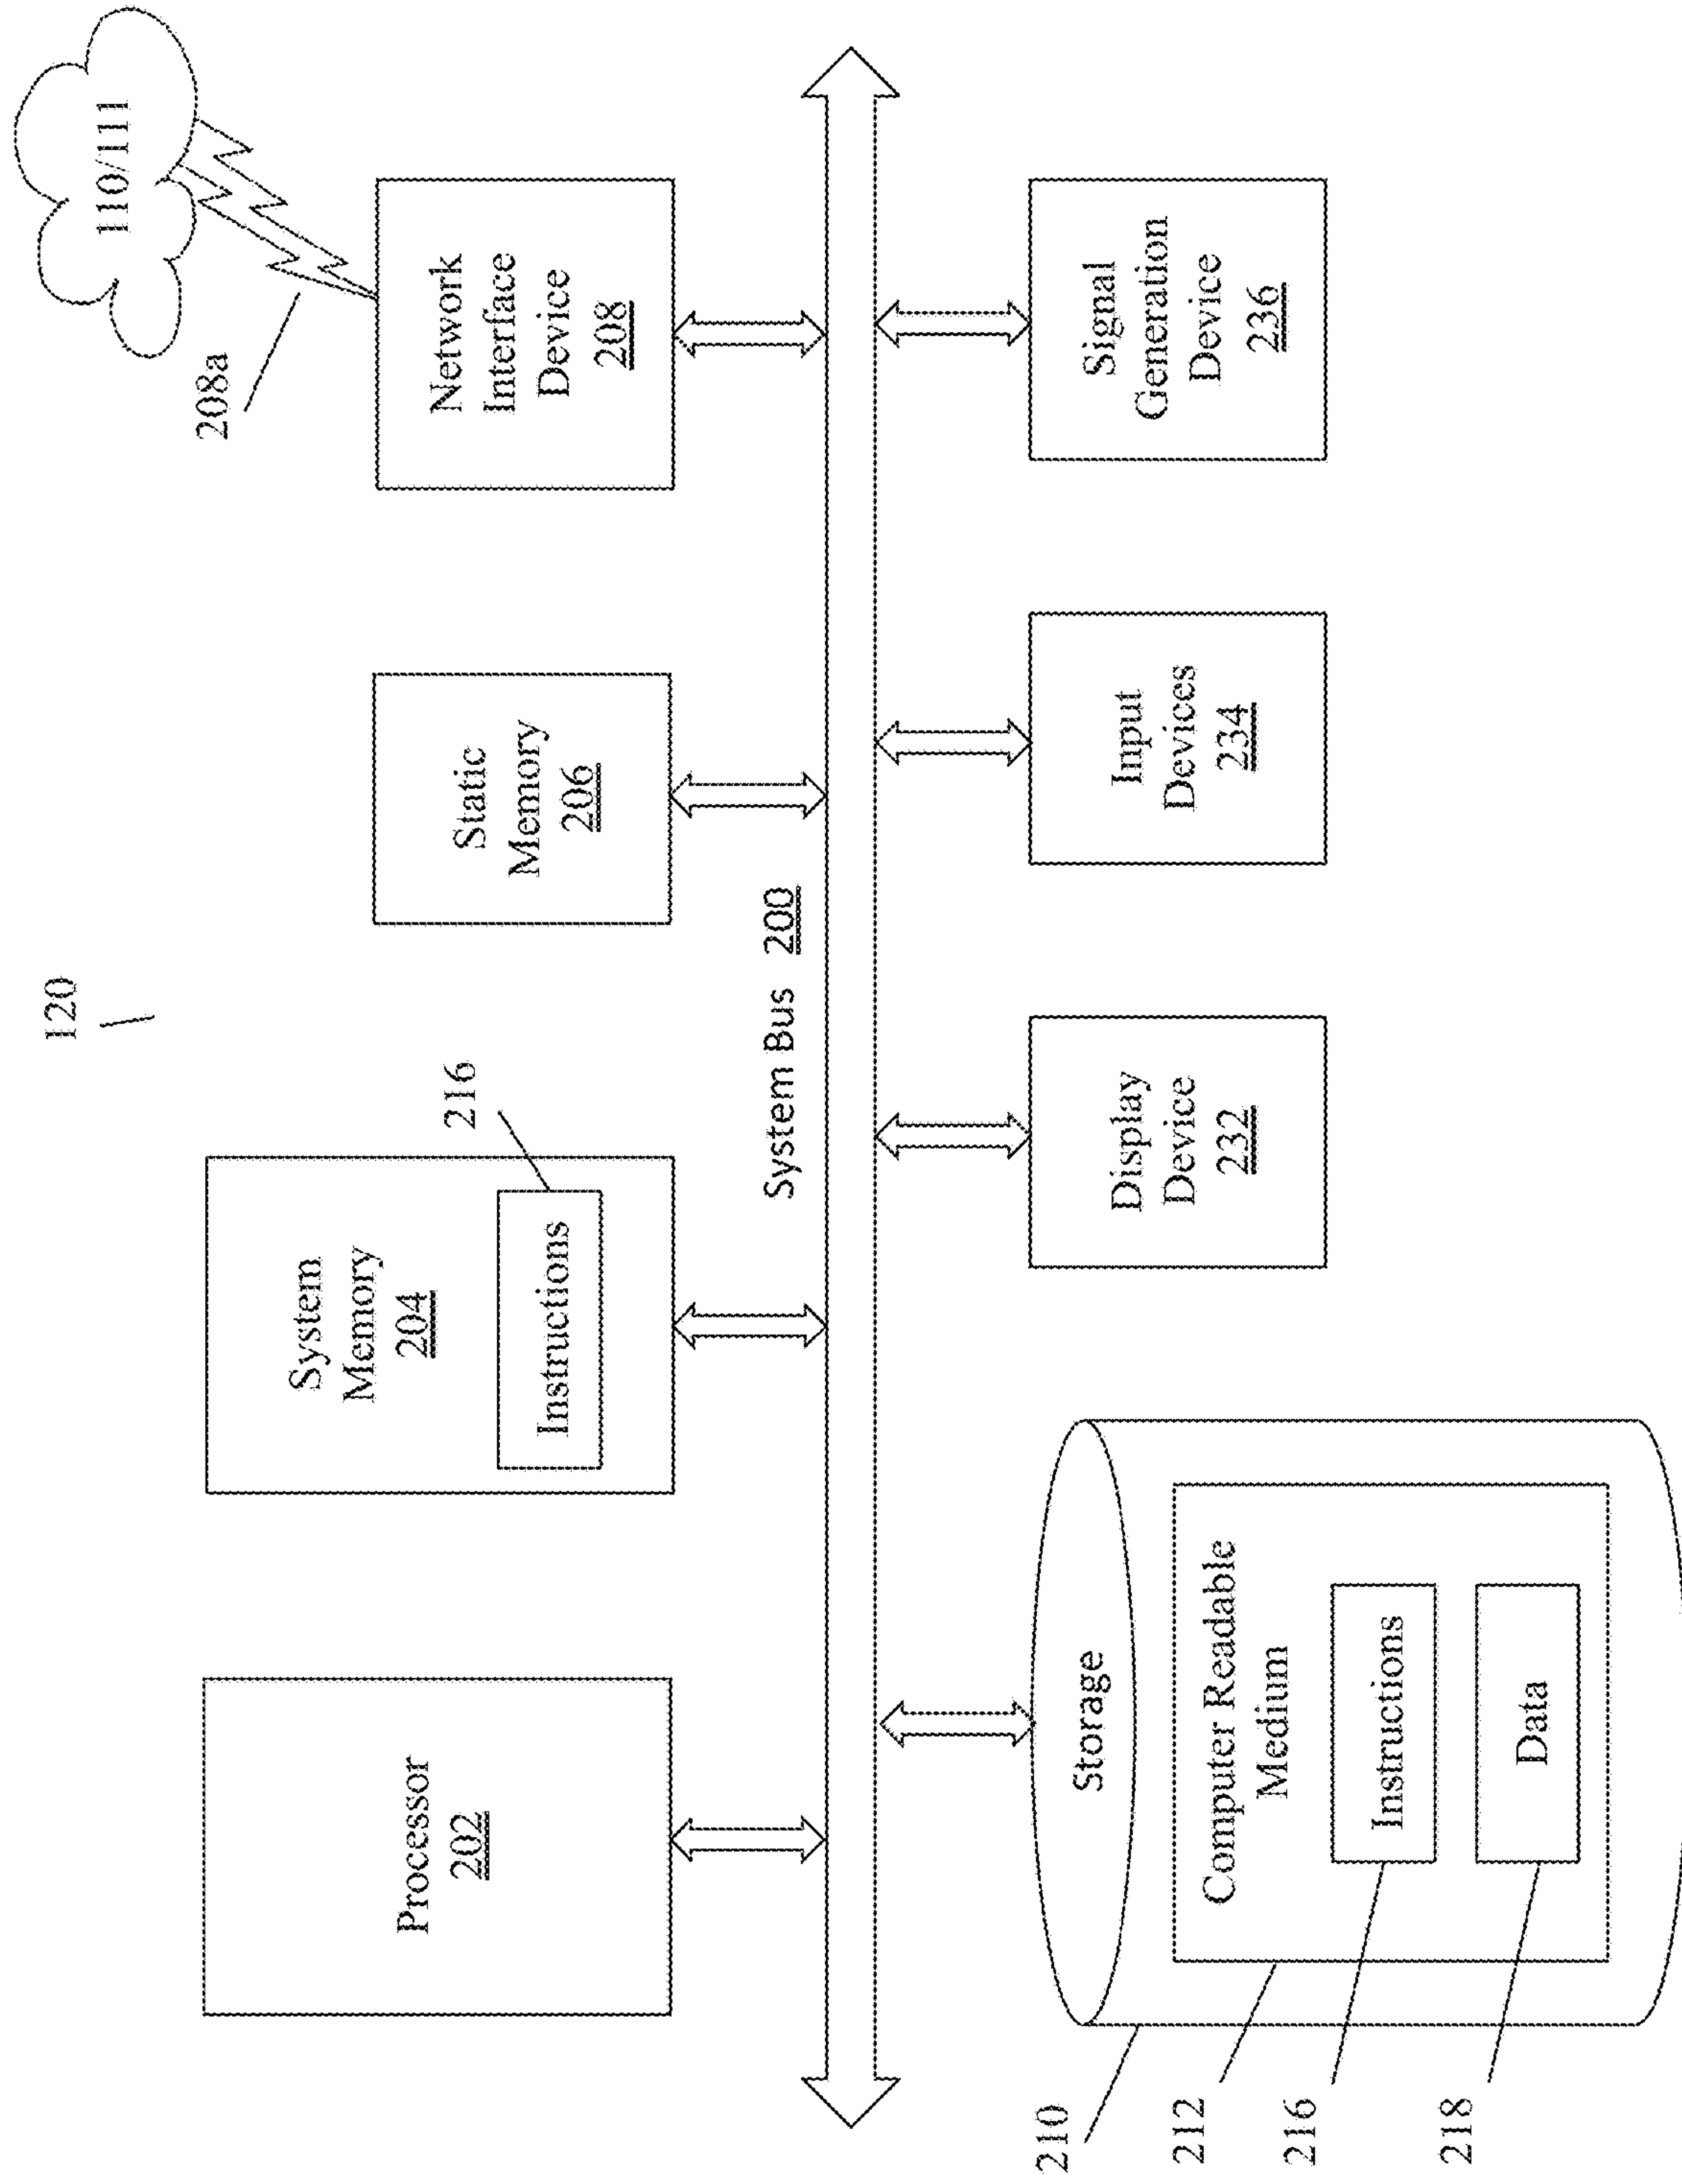 120
110/111
208a
Processor
202
System
Memory
204
216
Instructions
Static
Memory
206
Network
Interface
Device
208
System Bus 200
Storage
Computer Readable
Medium
Instructions
Data
210
212
216
218
Display
Device
232
Input
Devices
234
Signal
Generation
Device
236